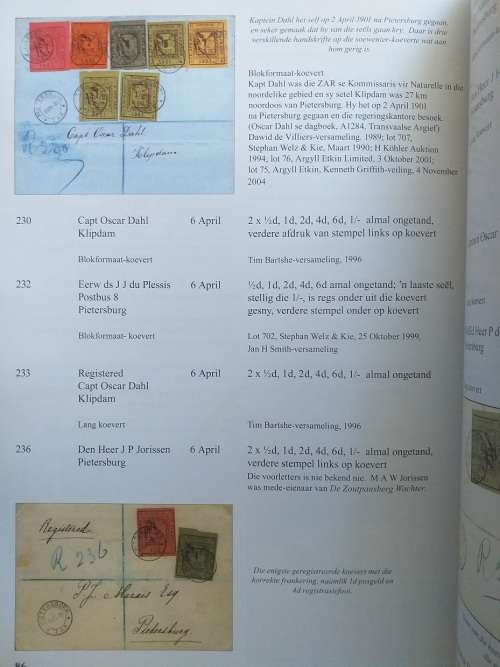 Kaptein Dahl het self op 2 April 1901 na Pietersburg gegaan
en seker gemaak dat hy van die seëls gaan kry. Daar is drie
verskillende handskrifte op die soewenier-koeverte wat aan
hom gerig is.
Blokformaat-koevert
Kapt Dahl was die ZAR se Kommissaris vir Naturelle in die
noordelike gebied en sy setel Klipdam was 27 km
noordoos van Pietersburg. Hy het op 2 April 1901
na Pietersburg gegaan en die regeringskantore besoek
(Oscar Dahl se dagboek, A1284, Transvaalse Argief)
Dawid de Villiers-versameling. 1989; lot 707,
Stephan Welz & Kie, Maart 1990; H Köhler Auktion
1994, lot 76, Argyll Etkin Limited, 3 Oktober 2001;
lot 75, Argyll Etkin, Kenneth Griffith-veiling, 4 November
2004
Capt Oscar Dahl
Klipdam
230 Capt Oscar Dahl 6 April 2 x ½d, 1d, 2d, 4d, 6d, 1/- almal ongetand,
Klipdam verdere afdruk van stempel links op koevert
Blokformaat-koevert Tim Bartshe-versameling, 1996
232 Eerw ds J J du Plessis 6 April ½d, 1d, 2d, 4d, 6d almal ongetand; 'n laaste seël,
Postbus 8 stellig die 1/-, is regs onder uit die koevert
Pietersburg gesny, verdere stempel onder op koevert
Blokformaat- koevert Lot 702, Stephan Welz & Kie, 25 Oktober 1999,
Jan H Smith-versameling
233 Registered 6 April 2 x ½d, 1d, 2d, 4d, 6d, 1/- almal ongetand
Capt Oscar Dahl
Klipdam
Lang koevert Tim Bartshe-versameling, 1996
236 Den Heer J P Jorissen 6 April 2 x ½d, 1d, 2d, 4d, 6d, 1/- almal ongetand,
Pietersburg verdere stempel links op koevert
Die voorletters is nie bekend nie. M A W Jorissen
was mede-eienaar van De Zoutpansberg Wachter.
Registered
R 236
P.J. Marais Esq
Pietersburg
Die enigste geregistreerde koevert met die
korrekte frankering, naamlik 1d posgeld en
4d registrasiefooi.
86